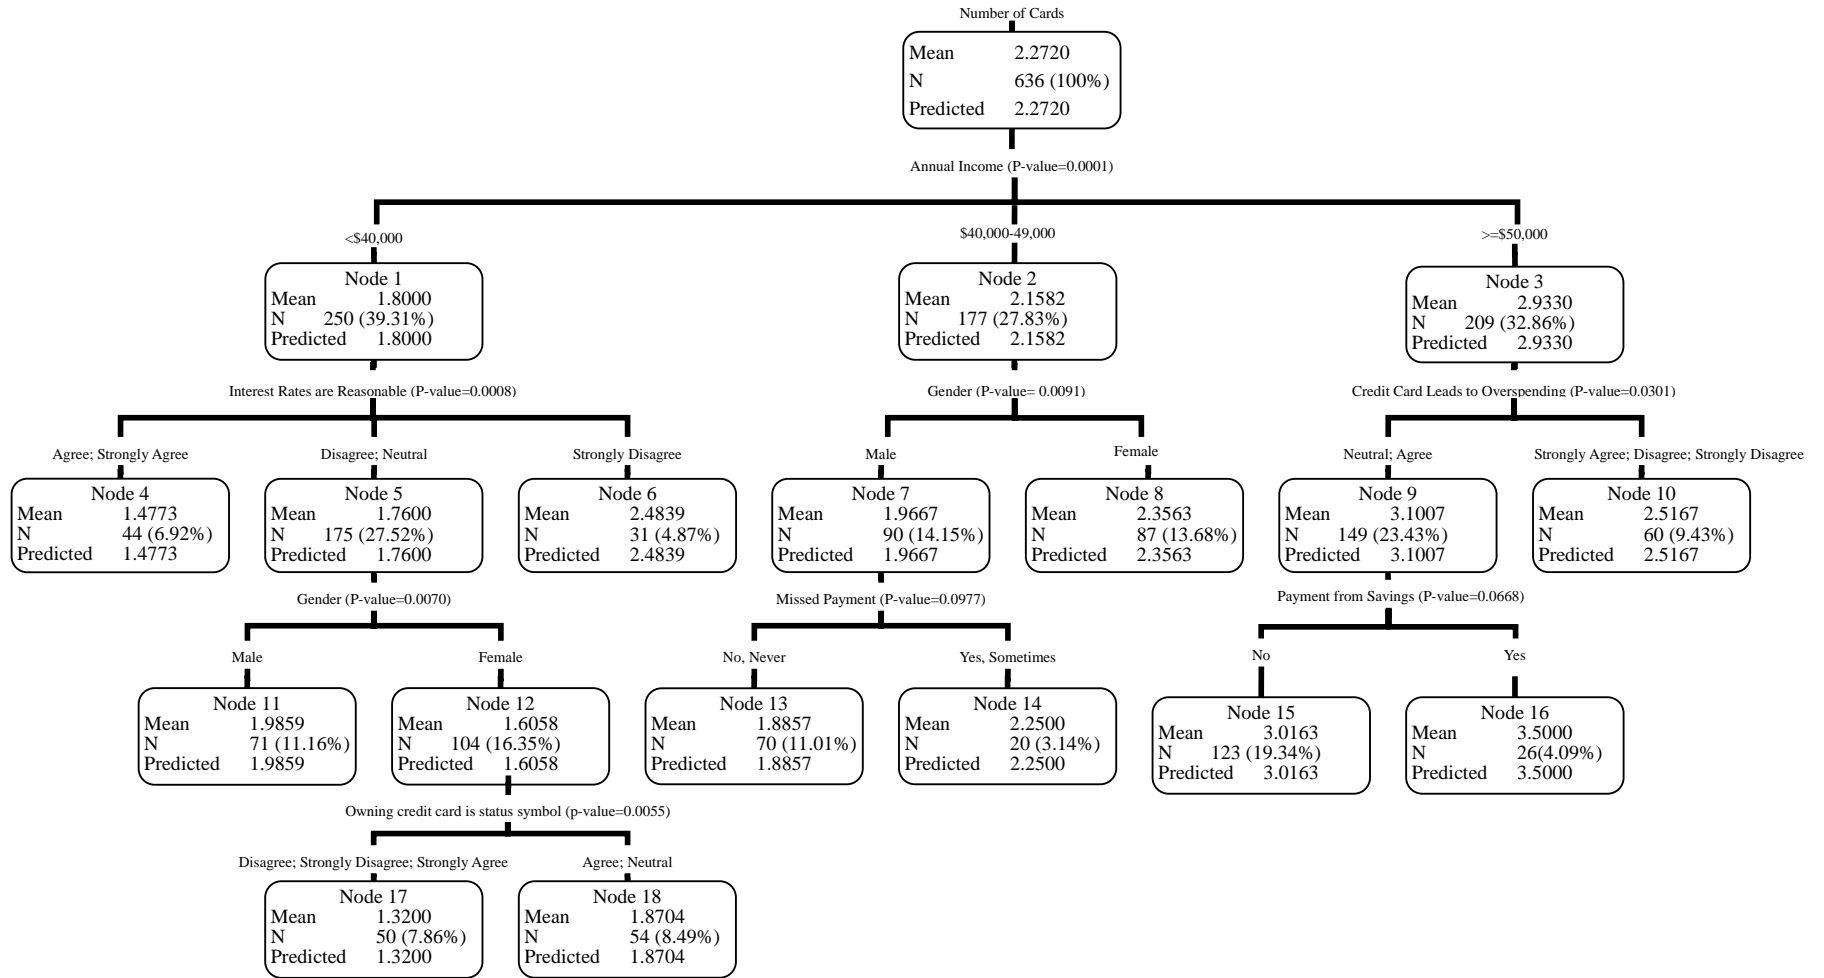 Number of Cards
Mean 2.2720
N 636 (100%)
Predicted 2.2720
Annual Income (P-value=0.0001)
<$40,000
$40,000-49,000
>=$50,000
Node 1
Mean 1.8000
N 250 (39.31%)
Predicted 1.8000
Node 2
Mean 2.1582
N 177 (27.83%)
Predicted 2.1582
Node 3
Mean 2.9330
N 209 (32.86%)
Predicted 2.9330
Interest Rates are Reasonable (P-value=0.0008)
Gender (P-value= 0.0091)
Credit Card Leads to Overspending (P-value=0.0301)
Agree; Strongly Agree
Disagree; Neutral
Strongly Disagree
Male
Female
Neutral; Agree
Strongly Agree; Disagree; Strongly Disagree
Node 4
Mean 1.4773
N 44 (6.92%)
Predicted 1.4773
Node 5
Mean 1.7600
N 175 (27.52%)
Predicted 1.7600
Node 6
Mean 2.4839
N 31 (4.87%)
Predicted 2.4839
Node 7
Mean 1.9667
N 90 (14.15%)
Predicted 1.9667
Node 8
Mean 2.3563
N 87 (13.68%)
Predicted 2.3563
Node 9
Mean 3.1007
N 149 (23.43%)
Predicted 3.1007
Node 10
Mean 2.5167
N 60 (9.43%)
Predicted 2.5167
Gender (P-value=0.0070)
Missed Payment (P-value=0.0977)
Payment from Savings (P-value=0.0668)
Male
Female
No, Never
Yes, Sometimes
No
Yes
Node 11
Mean 1.9859
N 71 (11.16%)
Predicted 1.9859
Node 12
Mean 1.6058
N 104 (16.35%)
Predicted 1.6058
Node 13
Mean 1.8857
N 70 (11.01%)
Predicted 1.8857
Node 14
Mean 2.2500
N 20 (3.14%)
Predicted 2.2500
Node 15
Mean 3.0163
N 123 (19.34%)
Predicted 3.0163
Node 16
Mean 3.5000
N 26(4.09%)
Predicted 3.5000
Owning credit card is status symbol (p-value=0.0055)
Disagree; Strongly Disagree; Strongly Agree
Agree; Neutral
Node 17
Mean 1.3200
N 50 (7.86%)
Predicted 1.3200
Node 18
Mean 1.8704
N 54 (8.49%)
Predicted 1.8704